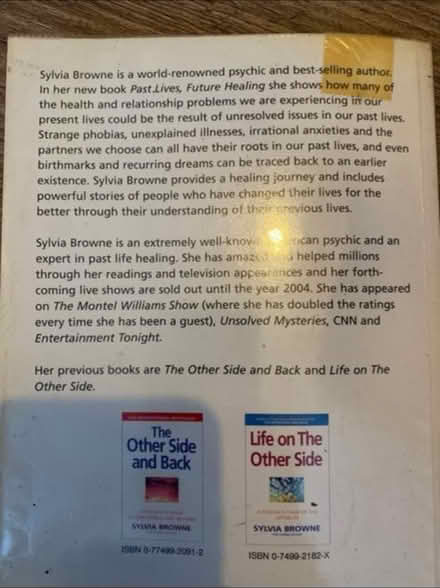 Sylvia Browne is a world-renowned psychic and best-selling author.
In her new book Past Lives, Future Healing she shows how many of
the health and relationship problems we are experiencing in our
present lives could be the result of unresolved issues in our past lives.
Strange phobias, unexplained illnesses, irrational anxieties and the
partners we choose can all have their roots in our past lives, and even
birthmarks and recurring dreams can be traced back to an earlier
existence. Sylvia Browne provides a healing journey and includes
powerful stories of people who have changed their lives for the
better through their understanding of their previous lives.
Sylvia Browne is an extremely well-known American psychic and an
expert in past life healing. She has amazed and helped millions
through her readings and television appearances and her forth-
coming live shows are sold out until the year 2004. She has appeared
on The Montel Williams Show (where she has doubled the ratings
every time she has been a guest), Unsolved Mysteries, CNN and
Entertainment Tonight.
Her previous books are The Other Side and Back and Life on The
Other Side.
The
Other Side
and Back
SYLVIA BROWNE
ISBN 0-77499-2091-2
Life on The
Other Side
SYLVIA BROWNE
ISBN 0-7499-2182-X